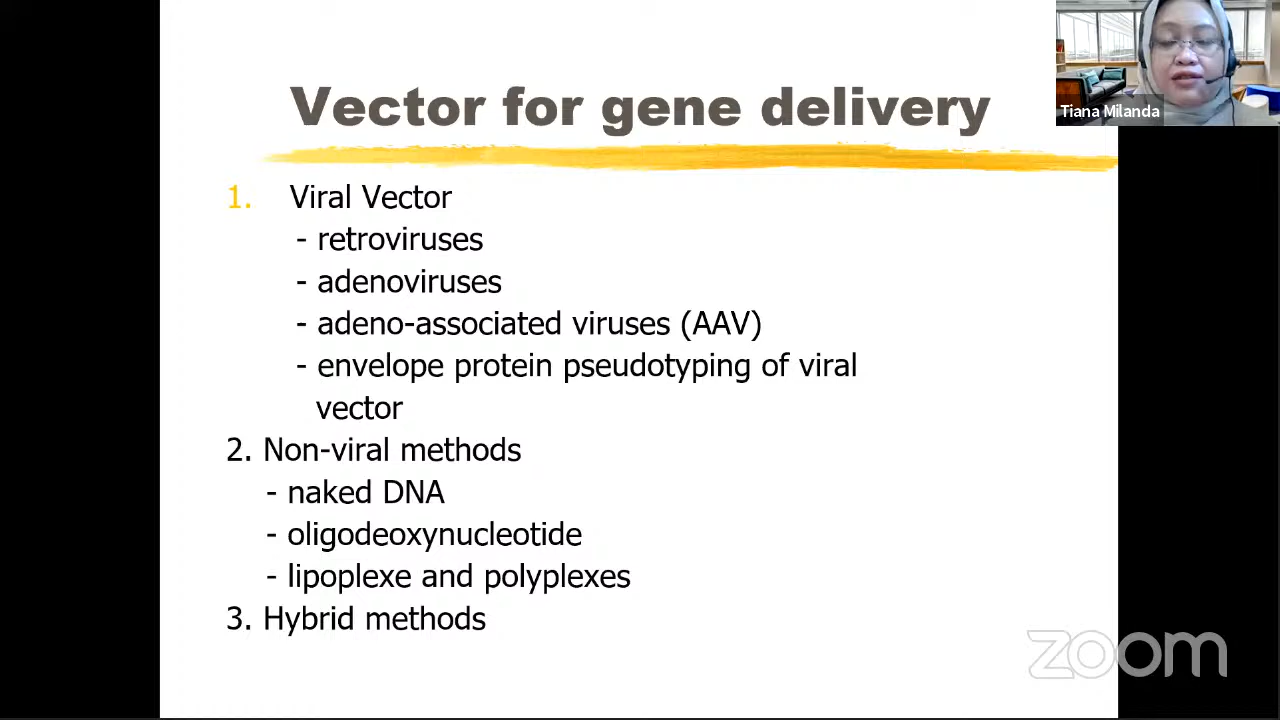 Vector for gene delivery
Tiana Milanda
1. Viral Vector
- retroviruses
- adenoviruses
- adeno-associated viruses (AAV)
- envelope protein pseudotyping of viral
vector
2. Non-viral methods
- naked DNA
- oligodeoxynucleotide
- lipoplexe and polyplexes
3. Hybrid methods
zoom